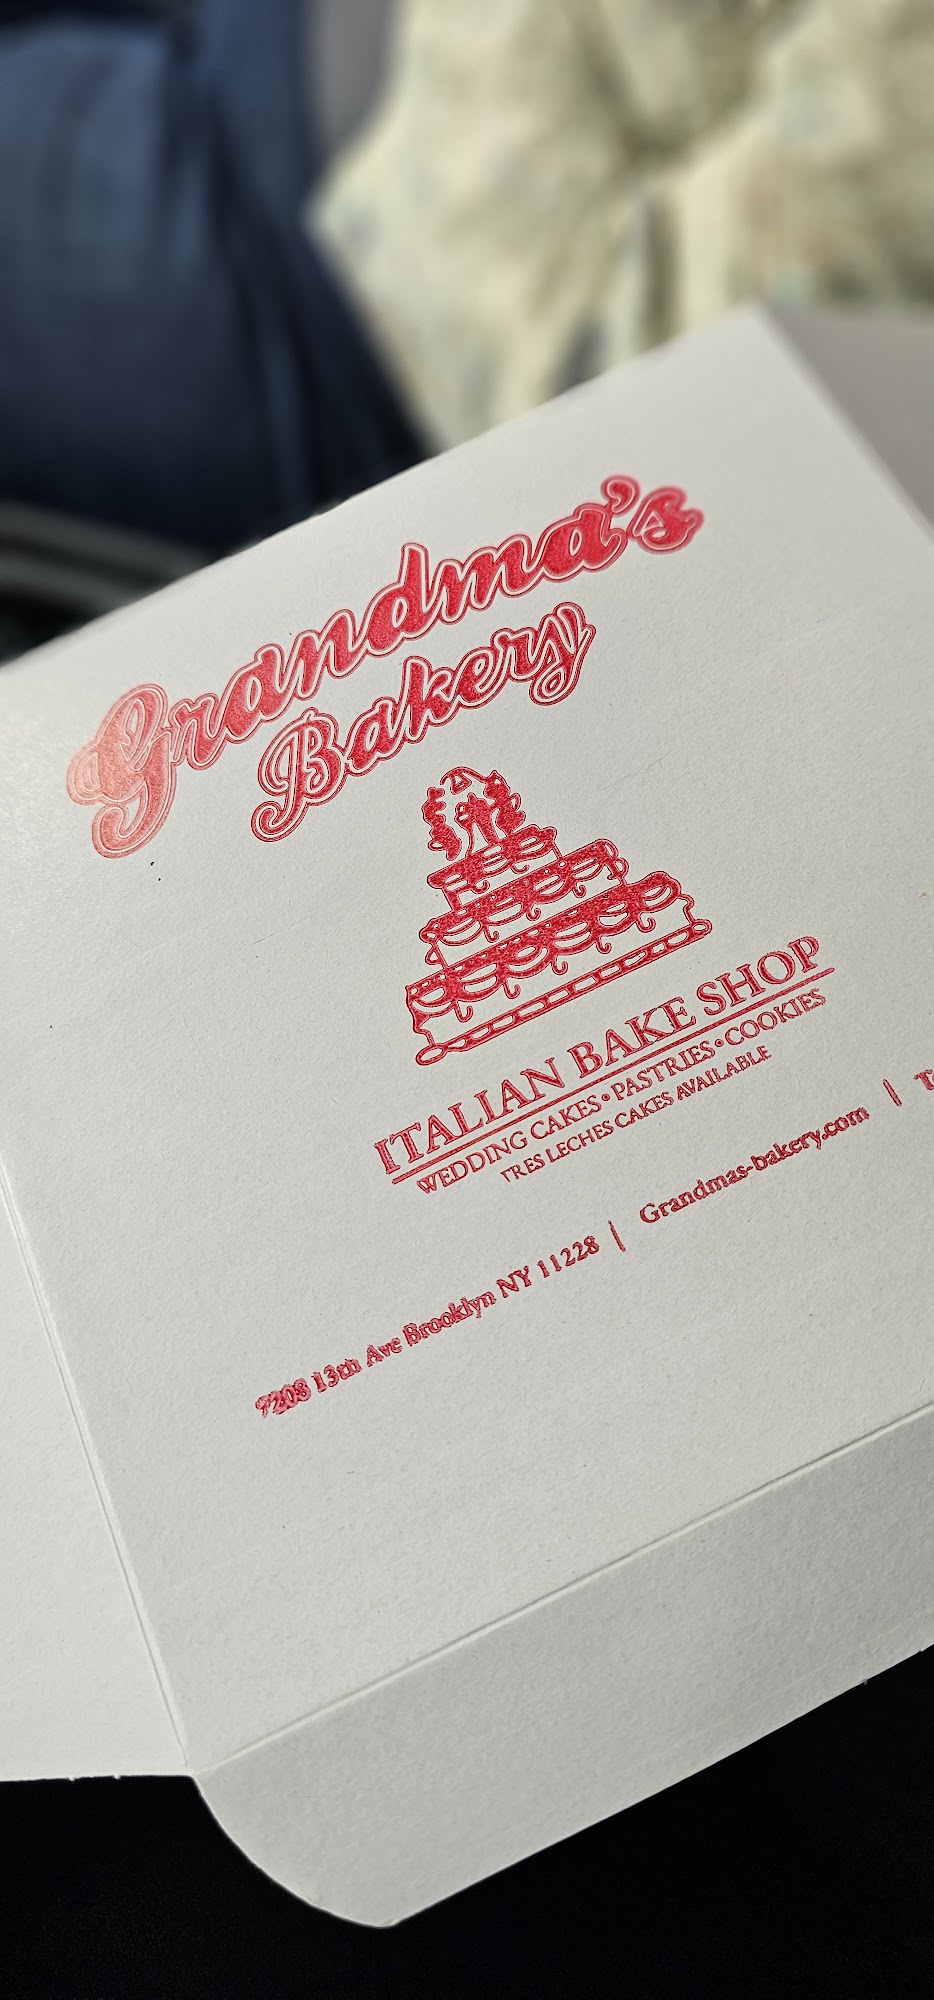 Grandma's
Bakery
ITALIAN BAKE SHOP
WEDDING CAKES • PASTRIES • COOKIES
TRES LECHES CAKES AVAILABLE
7208 13th Ave Brooklyn NY 11228 | Grandmas-bakery.com |